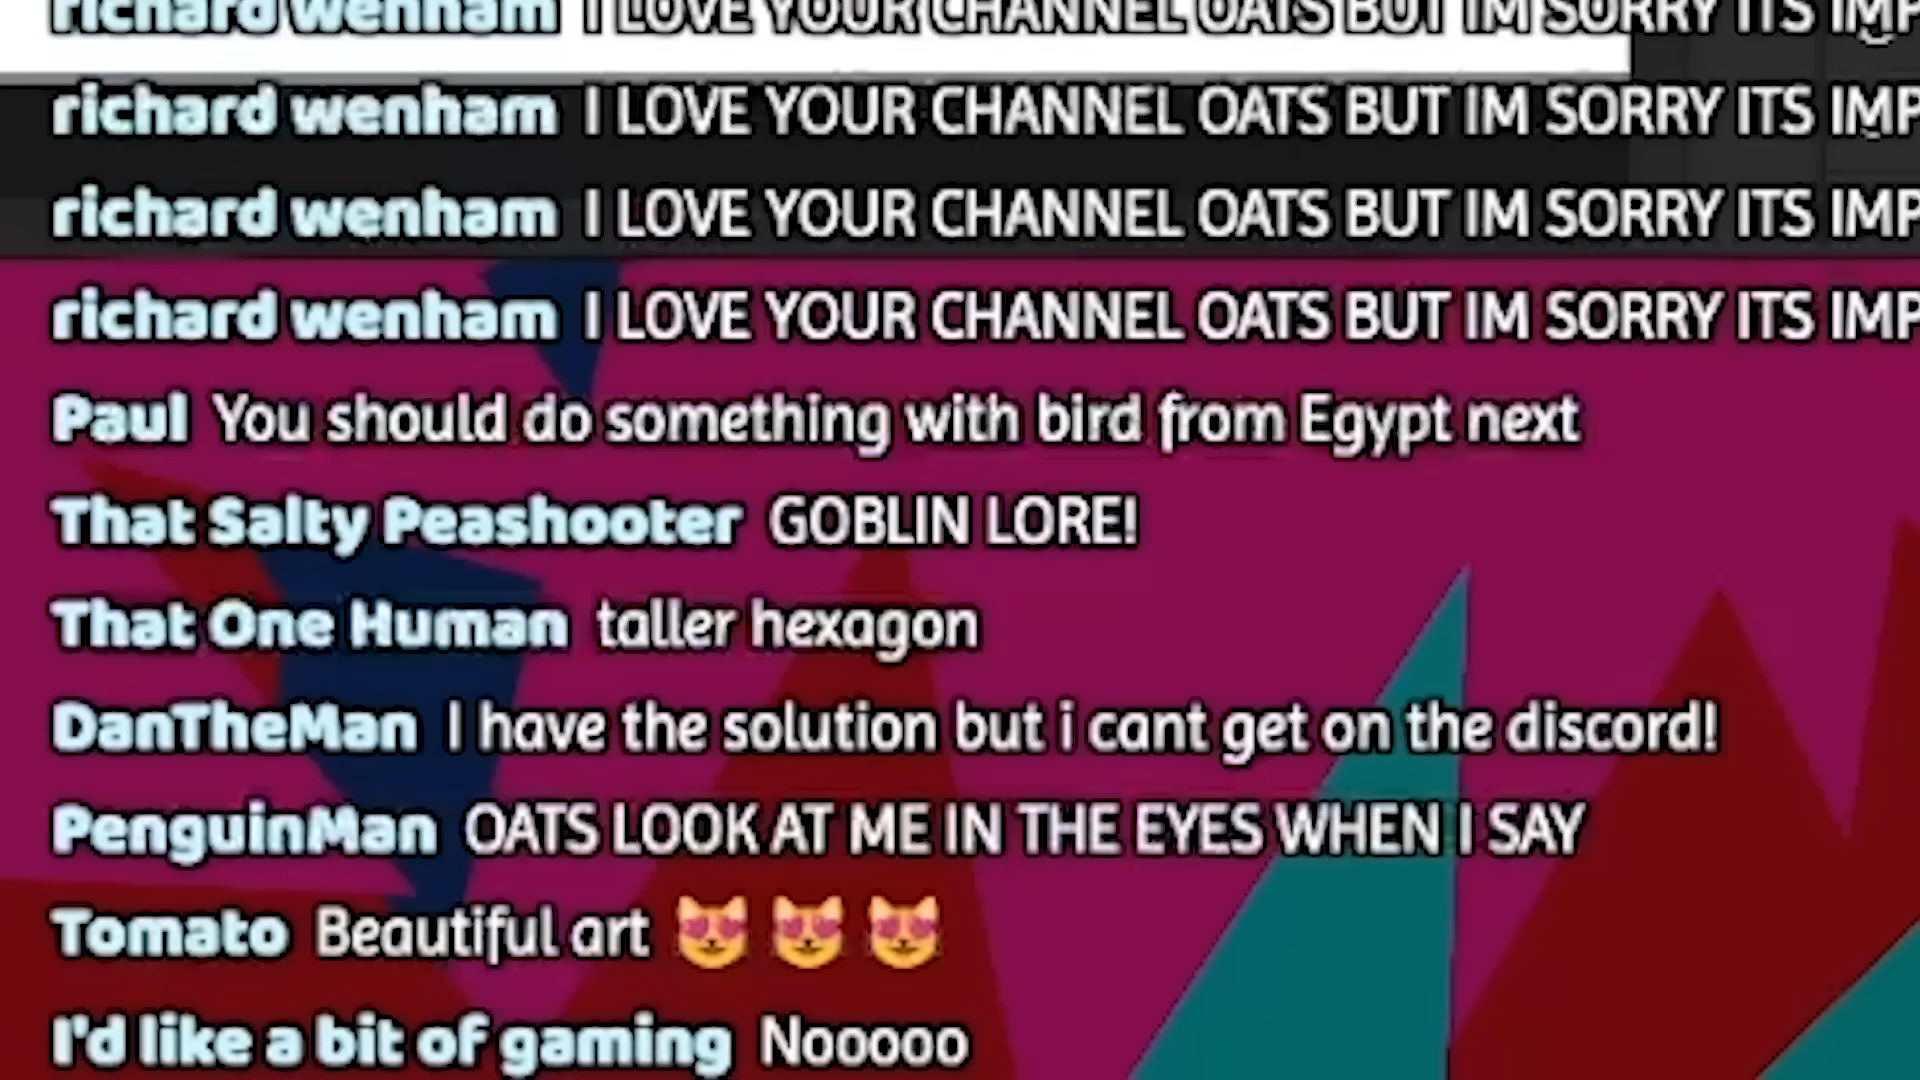 richard wenham I LOVE YOUR CHANNEL OATS BUT IM SORRY ITS IMP
richard wenham I LOVE YOUR CHANNEL OATS BUT IM SORRY ITS IMP
richard wenham I LOVE YOUR CHANNEL OATS BUT IM SORRY ITS IMP
richard wenham I LOVE YOUR CHANNEL OATS BUT IM SORRY ITS IMP
Paul You should do something with bird from Egypt next
That Salty Peashooter GOBLIN LORE!
That One Human taller hexagon
DanTheMan I have the solution but i cant get on the discord!
PenguinMan OATS LOOK AT ME IN THE EYES WHEN I SAY
Tomato Beautiful art 😻 😻 😻
I'd like a bit of gaming Nooooo